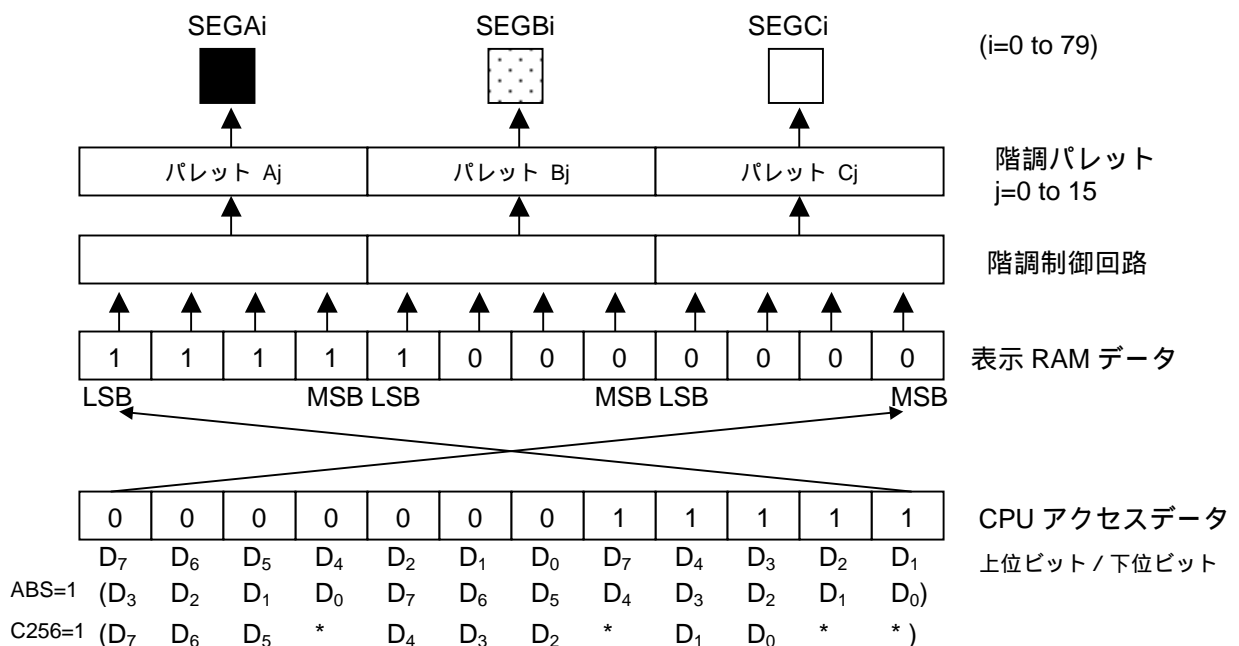 SEGAi SEGBi SEGCi (i=0 to 79)
パレット Aj パレット Bj パレット Cj 階調パレット
j=0 to 15
階調制御回路
1 1 1 1 1 0 0 0 0 0 0 0 表示 RAM データ
LSB MSB LSB MSB LSB MSB
0 0 0 0 0 0 0 1 1 1 1 1 CPU アクセスデータ
D7 D6 D5 D4 D2 D1 D0 D7 D4 D3 D2 D1 上位ビット / 下位ビット
ABS=1 (D3 D2 D1 D0 D7 D6 D5 D4 D3 D2 D1 D0)
C256=1 (D7 D6 D5 * D4 D3 D2 * D1 D0 * * )